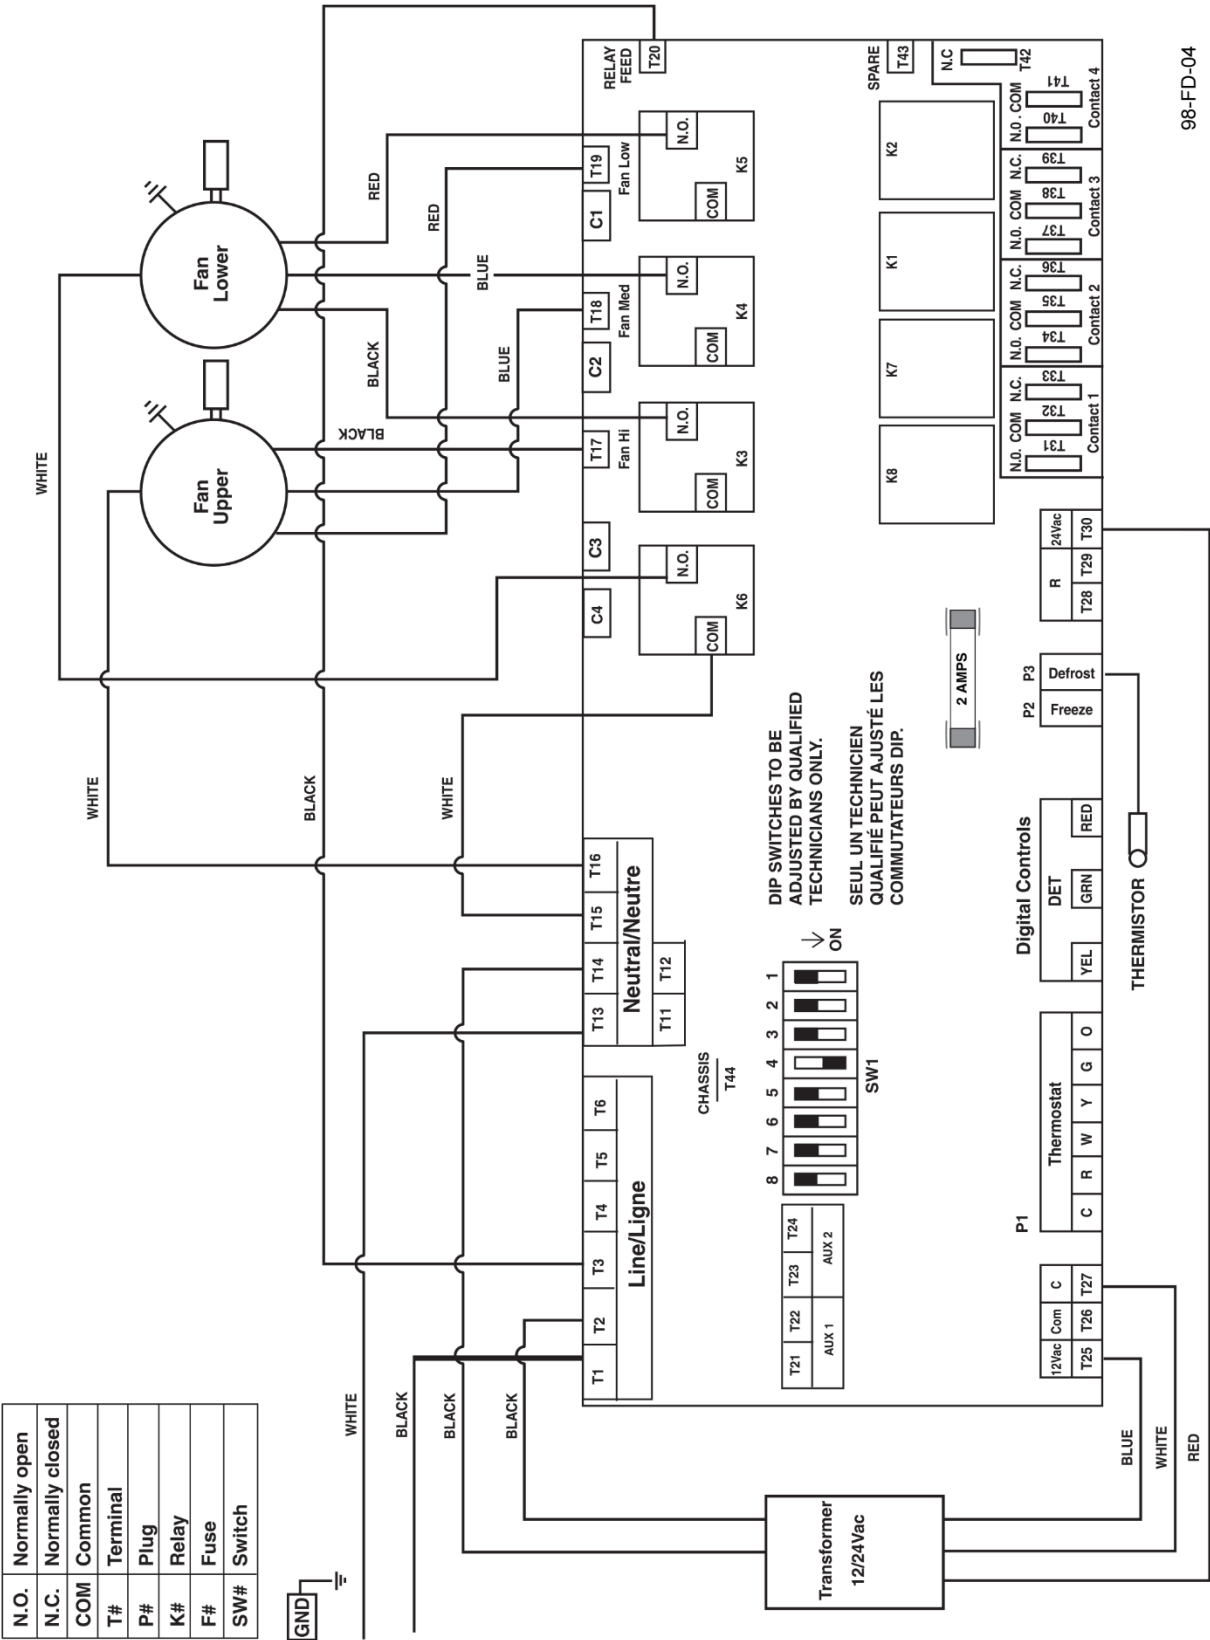 N.O. Normally open
N.C. Normally closed
COM Common
T# Terminal
P# Plug
K# Relay
F# Fuse
SW# Switch
GND
WHITE
BLACK
BLACK
BLACK
Transformer
12/24Vac
BLUE
WHITE
RED
WHITE
WHITE
BLACK
WHITE
Fan
Upper
Fan
Lower
BLACK
BLACK
RED
RED
BLUE
BLUE
T1 T2 T3 T4 T5 T6
Line/Ligne
T13 T14 T15 T16
Neutral/Neutre
T11 T12
CHASSIS
T44
C4 C3 T17 C2 T18 C1 T19
Fan Hi
Fan Med
Fan Low
RELAY
FEED
T20
COM N.O.
K6
COM N.O.
K3
COM N.O.
K4
COM N.O.
K5
T21 T22 T23 T24
AUX 1 AUX 2
8 7 6 5 4 3 2 1
SW1
ON
DIP SWITCHES TO BE
ADJUSTED BY QUALIFIED
TECHNICIANS ONLY.
SEUL UN TECHNICIEN
QUALIFIÉ PEUT AJUSTÉ LES
COMMUTATEURS DIP.
2 AMPS
K8 K7 K1 K2
SPARE
T43
N.C
T42
12Vac Com C
T25 T26 T27
P1
Thermostat
C R W Y G O
Digital Controls
DET
YEL GRN RED
THERMISTOR
P2 P3
Freeze Defrost
R 24Vac
T28 T29 T30
N.O. COM N.C.
T31 T32 T33
Contact 1
N.O. COM N.C.
T34 T35 T36
Contact 2
N.O. COM N.C.
T37 T38 T39
Contact 3
N.O. COM
T40 T41
Contact 4
98-FD-04